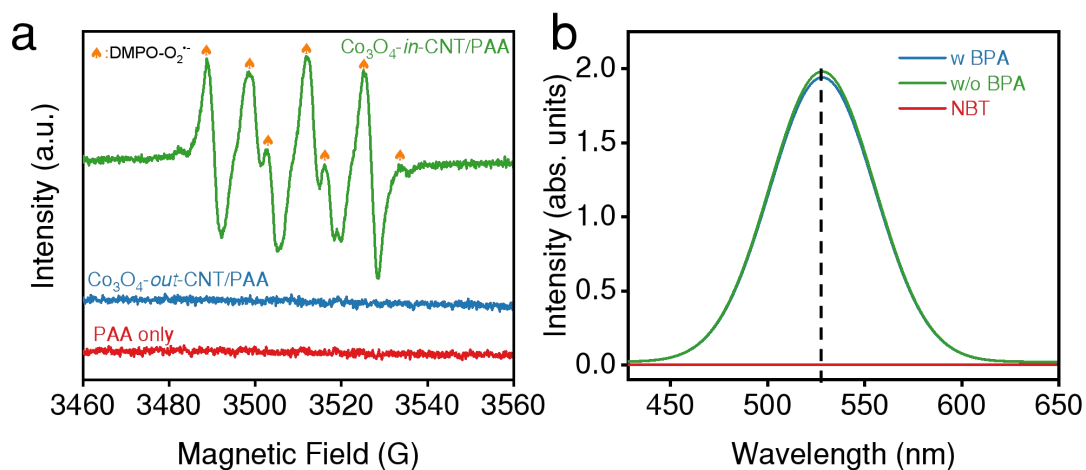 a
♠:DMPO-O₂•⁻
Co₃O₄-in-CNT/PAA
Co₃O₄-out-CNT/PAA
PAA only
Intensity (a.u.)
3460 3480 3500 3520 3540 3560
Magnetic Field (G)
b
w BPA
w/o BPA
NBT
Intensity (abs. units)
2.0
1.5
1.0
0.5
0.0
450 500 550 600 650
Wavelength (nm)